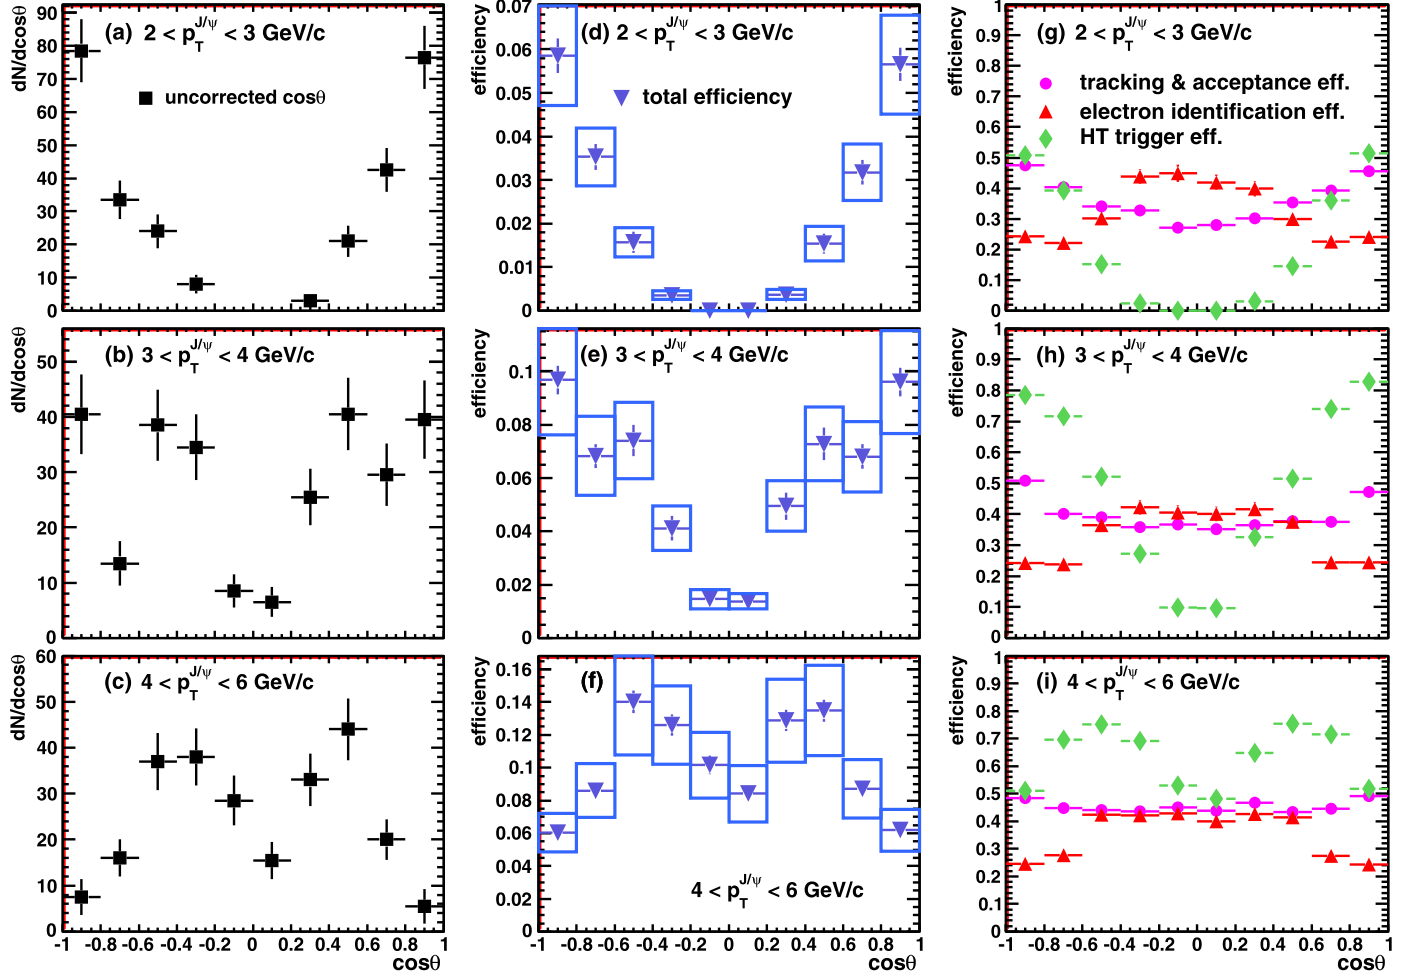 dN/dcosθ
90
80
70
60
50
40
30
20
10
0
(a) 2 < p_T^{J/ψ} < 3 GeV/c
uncorrected cosθ
efficiency
0.07
0.06
0.05
0.04
0.03
0.02
0.01
0
(d) 2 < p_T^{J/ψ} < 3 GeV/c
total efficiency
efficiency
1
0.9
0.8
0.7
0.6
0.5
0.4
0.3
0.2
0.1
0
(g) 2 < p_T^{J/ψ} < 3 GeV/c
tracking & acceptance eff.
electron identification eff.
HT trigger eff.
dN/dcosθ
50
40
30
20
10
0
(b) 3 < p_T^{J/ψ} < 4 GeV/c
efficiency
0.1
0.08
0.06
0.04
0.02
0
(e) 3 < p_T^{J/ψ} < 4 GeV/c
efficiency
1
0.9
0.8
0.7
0.6
0.5
0.4
0.3
0.2
0.1
0
(h) 3 < p_T^{J/ψ} < 4 GeV/c
dN/dcosθ
60
50
40
30
20
10
0
(c) 4 < p_T^{J/ψ} < 6 GeV/c
-1 -0.8 -0.6 -0.4 -0.2 0 0.2 0.4 0.6 0.8 1
cosθ
efficiency
0.16
0.14
0.12
0.1
0.08
0.06
0.04
0.02
0
(f)
4 < p_T^{J/ψ} < 6 GeV/c
-1 -0.8 -0.6 -0.4 -0.2 0 0.2 0.4 0.6 0.8 1
cosθ
efficiency
1
0.9
0.8
0.7
0.6
0.5
0.4
0.3
0.2
0.1
0
(i) 4 < p_T^{J/ψ} < 6 GeV/c
-1 -0.8 -0.6 -0.4 -0.2 0 0.2 0.4 0.6 0.8 1
cosθ